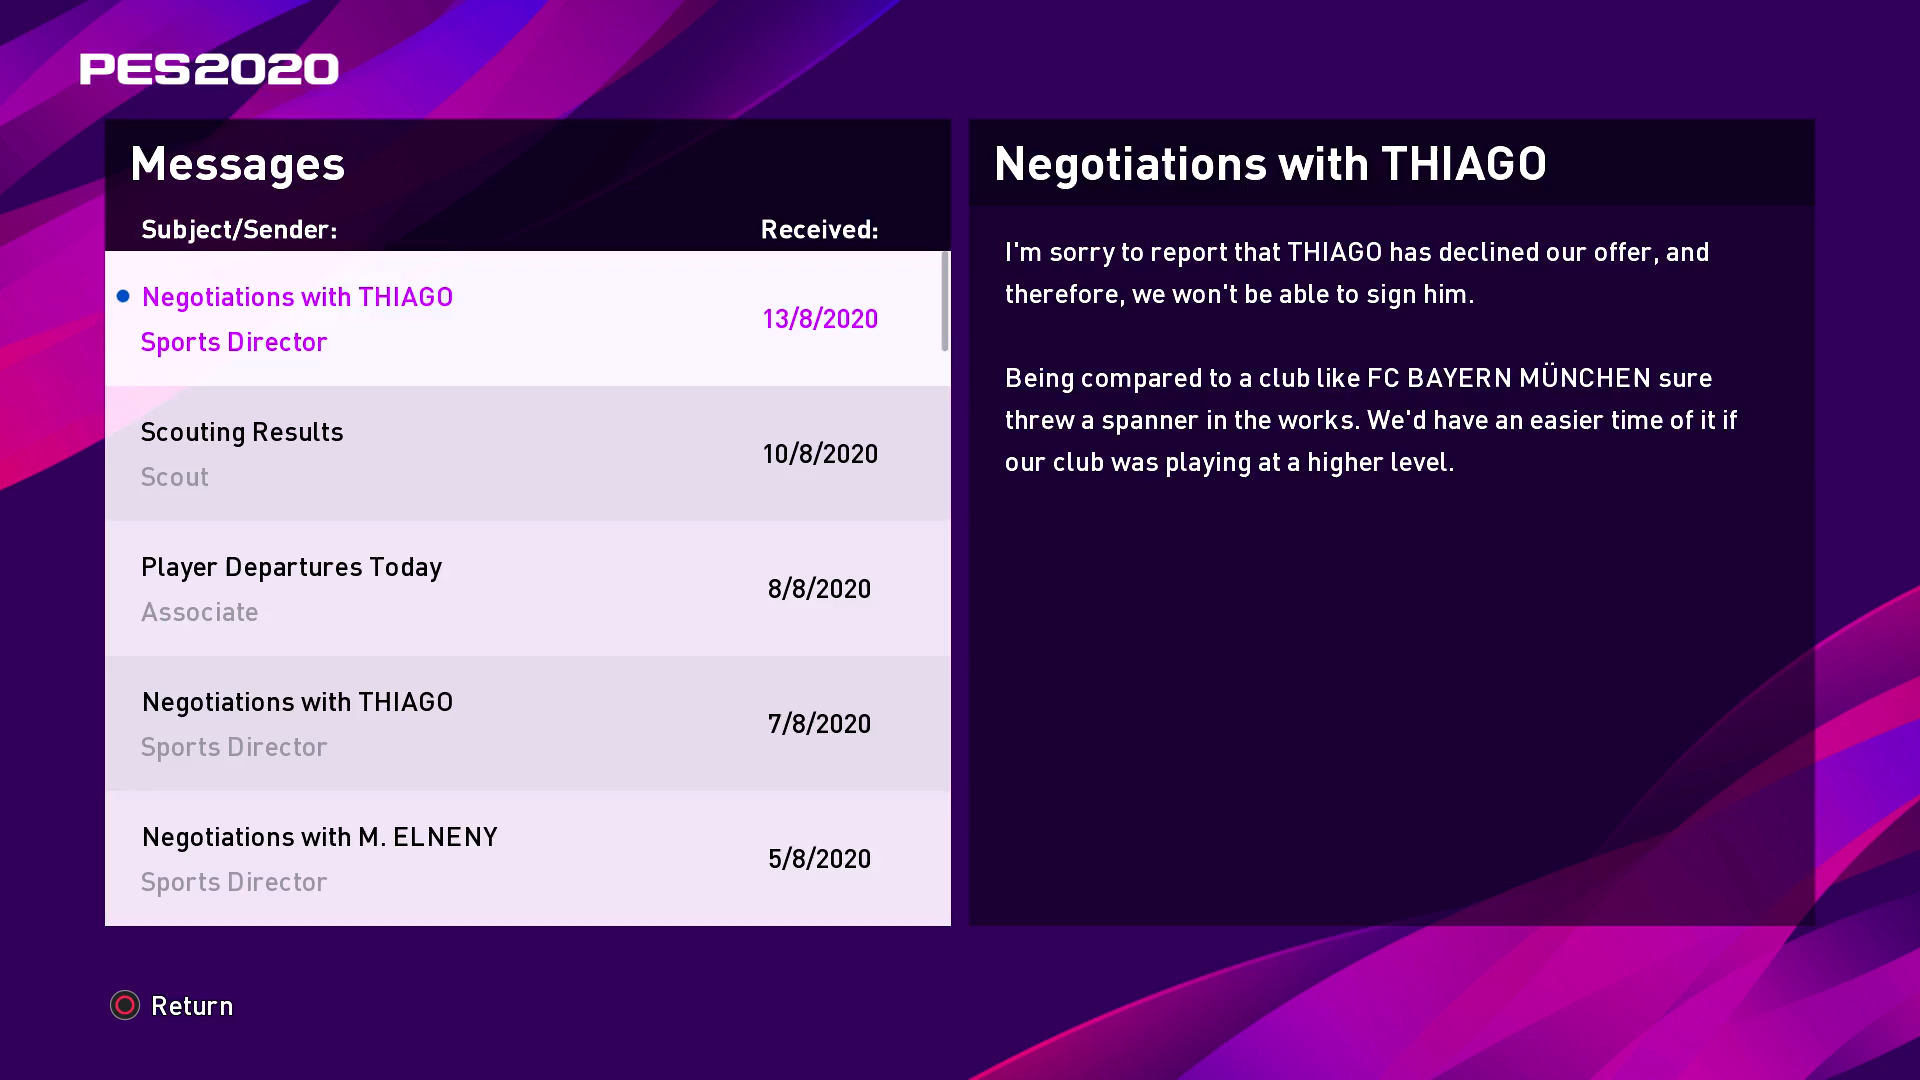 PES2020
Messages
Subject/Sender:
Received:
Negotiations with THIAGO
Sports Director
13/8/2020
Scouting Results
Scout
10/8/2020
Player Departures Today
Associate
8/8/2020
Negotiations with THIAGO
Sports Director
7/8/2020
Negotiations with M. ELNENY
Sports Director
5/8/2020
Negotiations with THIAGO
I'm sorry to report that THIAGO has declined our offer, and
therefore, we won't be able to sign him.
Being compared to a club like FC BAYERN MÜNCHEN sure
threw a spanner in the works. We'd have an easier time of it if
our club was playing at a higher level.
Return